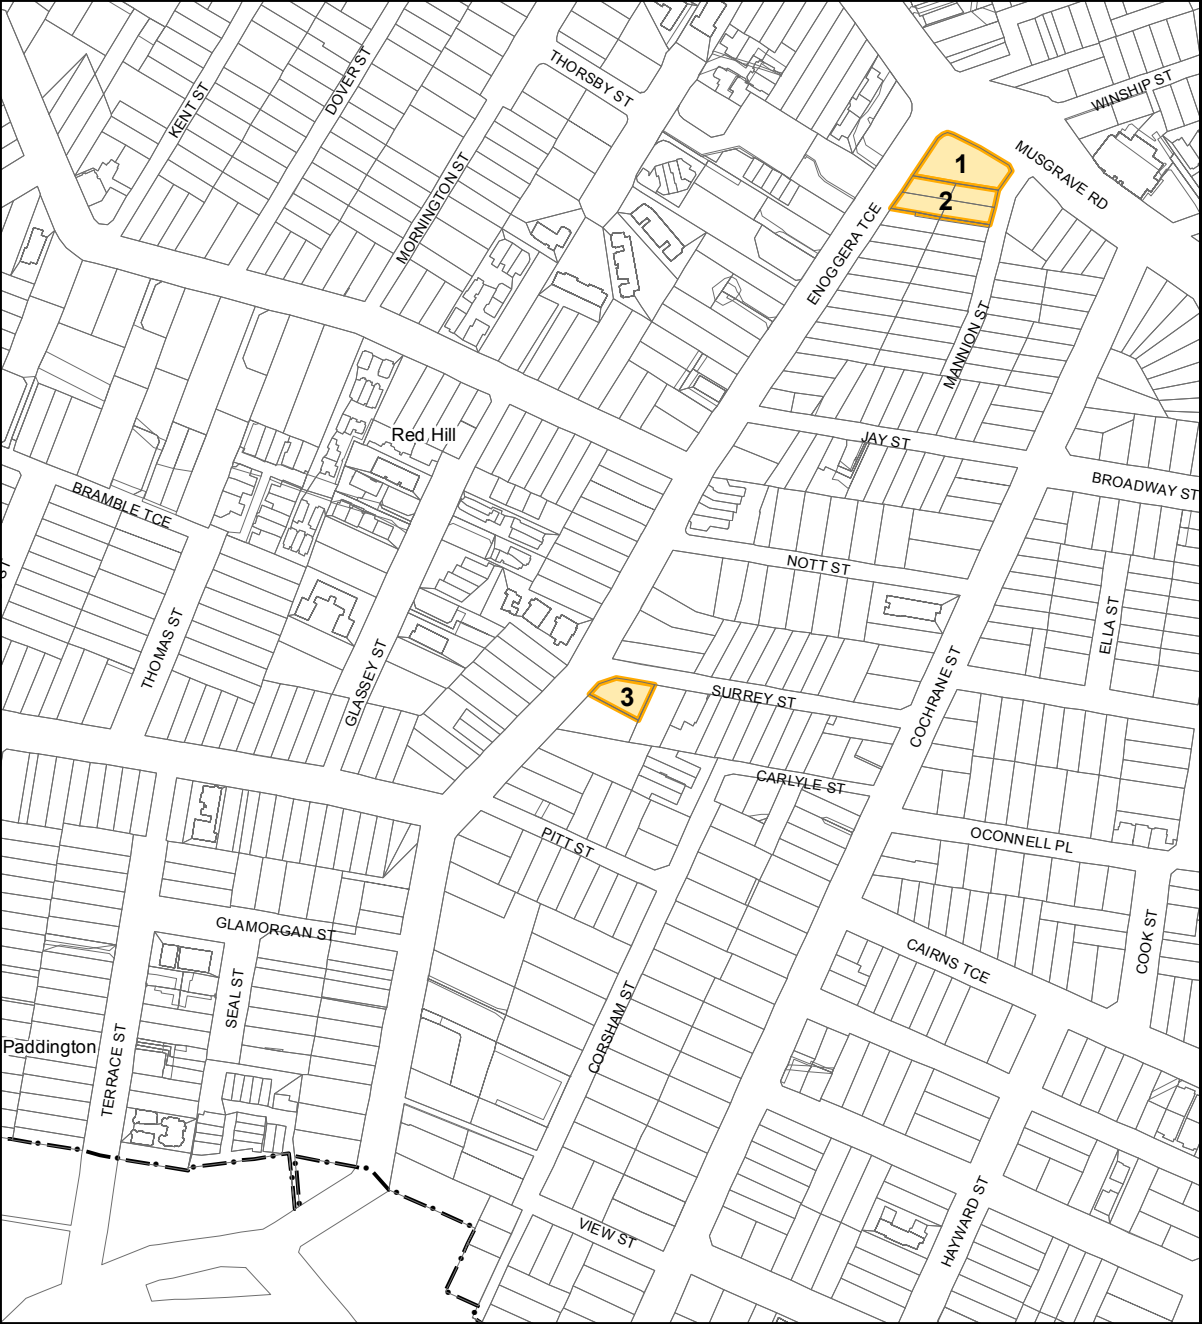 THORSBY ST
DOVER ST
KENT ST
WINSHIP ST
MUSGRAVE RD
1
2
MORNINGTON ST
ENOGGERA TCE
MANNION ST
Red Hill
JAY ST
BRAMBLE TCE
BROADWAY ST
NOTT ST
ST
ELLA ST
THOMAS ST
GLASSEY ST
3
SURREY ST
COCHRANE ST
CARLYLE ST
PITT ST
OCONNELL PL
GLAMORGAN ST
CAIRNS TCE
COOK ST
SEAL ST
CORSHAM ST
Paddington
TERRACE ST
VIEW ST
HAYWARD ST